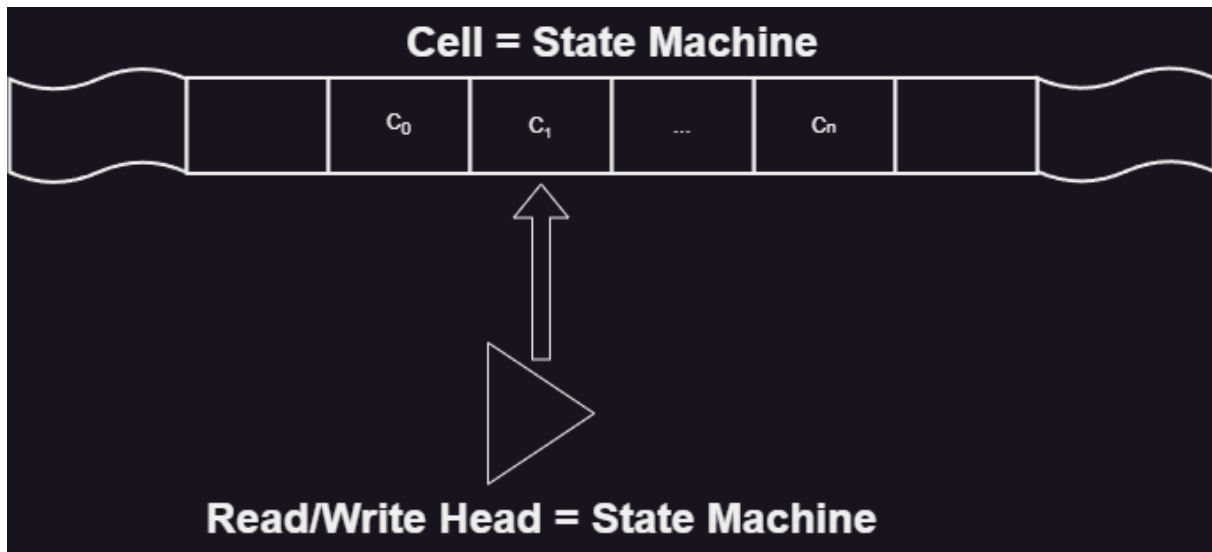 Cell = State Machine
C₀ C₁ ... Cₙ
Read/Write Head = State Machine